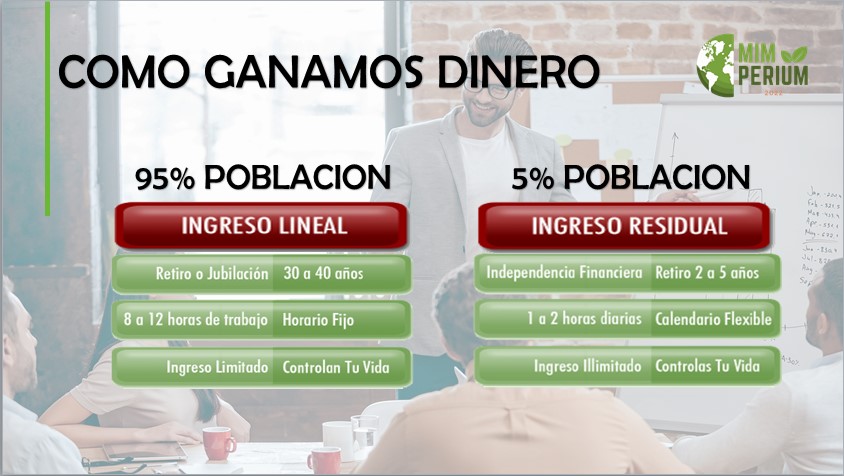 COMO GANAMOS DINERO
MIM
PERIUM
95% POBLACION
INGRESO LINEAL
Retiro o Jubilación 30 a 40 años
8 a 12 horas de trabajo Horario Fijo
Ingreso Limitado Controlan Tu Vida
5% POBLACION
INGRESO RESIDUAL
Independencia Financiera Retiro 2 a 5 años
1 a 2 horas diarias Calendario Flexible
Ingreso Illimitado Controlas Tu Vida